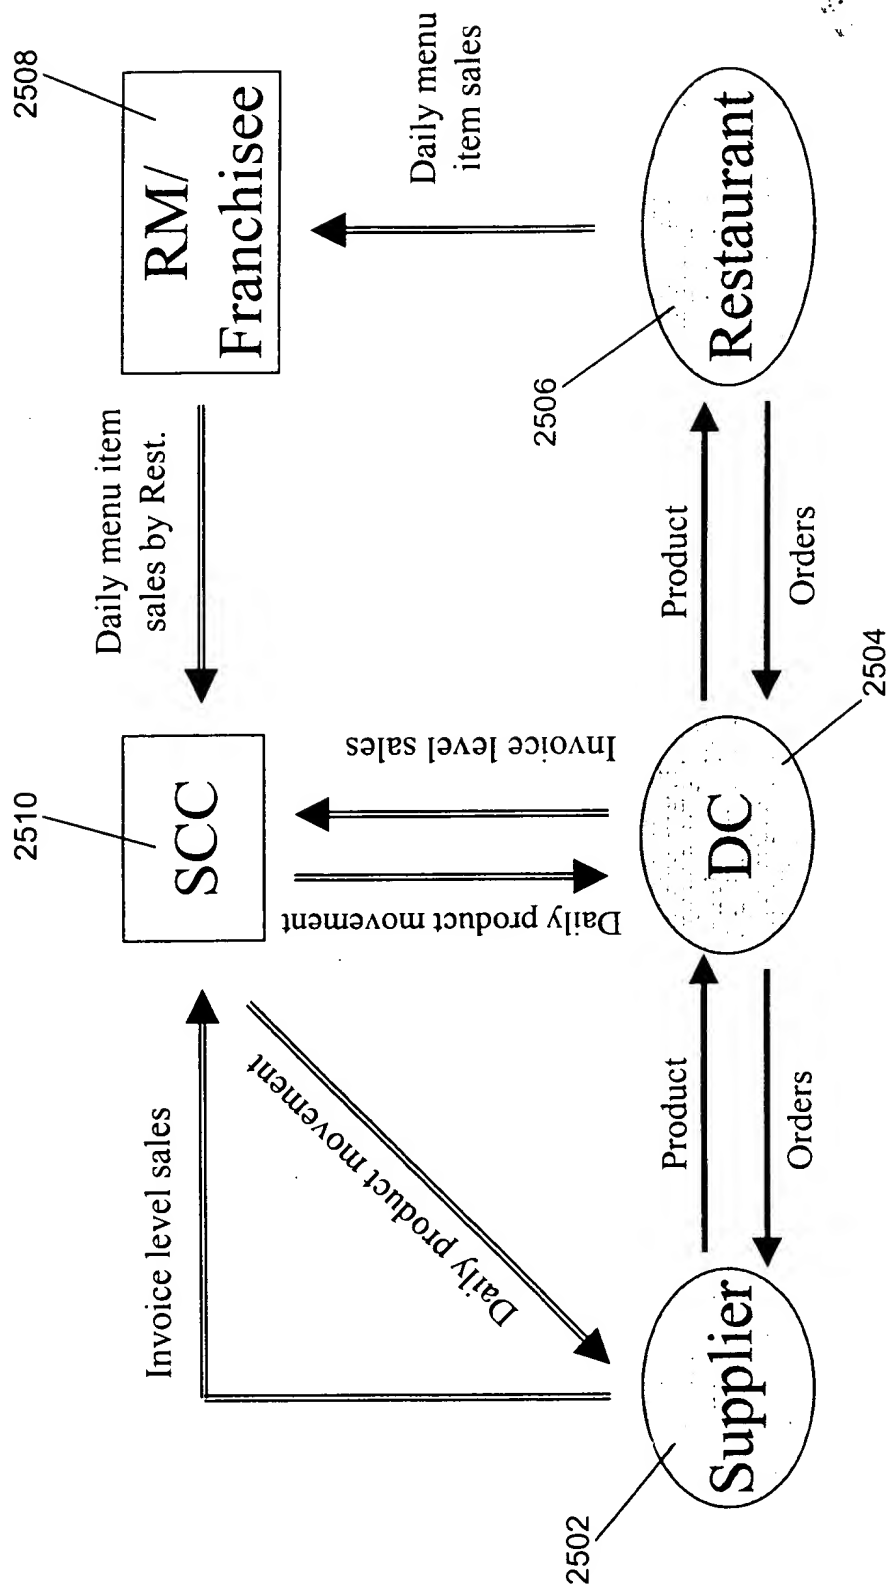 2510
SCC
2508
RM/
Franchisee
Daily menu item
sales by Rest.
Invoice level sales
Daily product movement
Daily product movement
Invoice level sales
Daily menu
item sales
2502
Supplier
Product
Orders
DC
2504
Product
Orders
2506
Restaurant